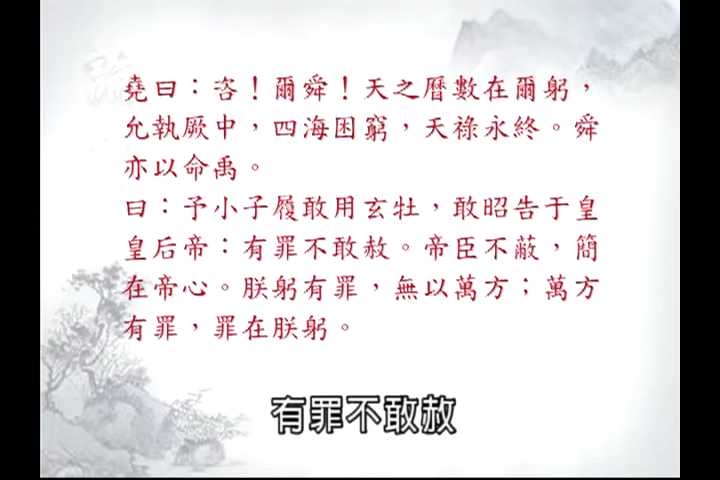 堯曰：咨！爾舜！天之曆數在爾躬，
允執厥中，四海困窮，天祿永終。舜
亦以命禹。
曰：予小子履敢用玄牡，敢昭告于皇
皇后帝：有罪不敢赦。帝臣不蔽，簡
在帝心。朕躬有罪，無以萬方；萬方
有罪，罪在朕躬。
有罪不敢赦